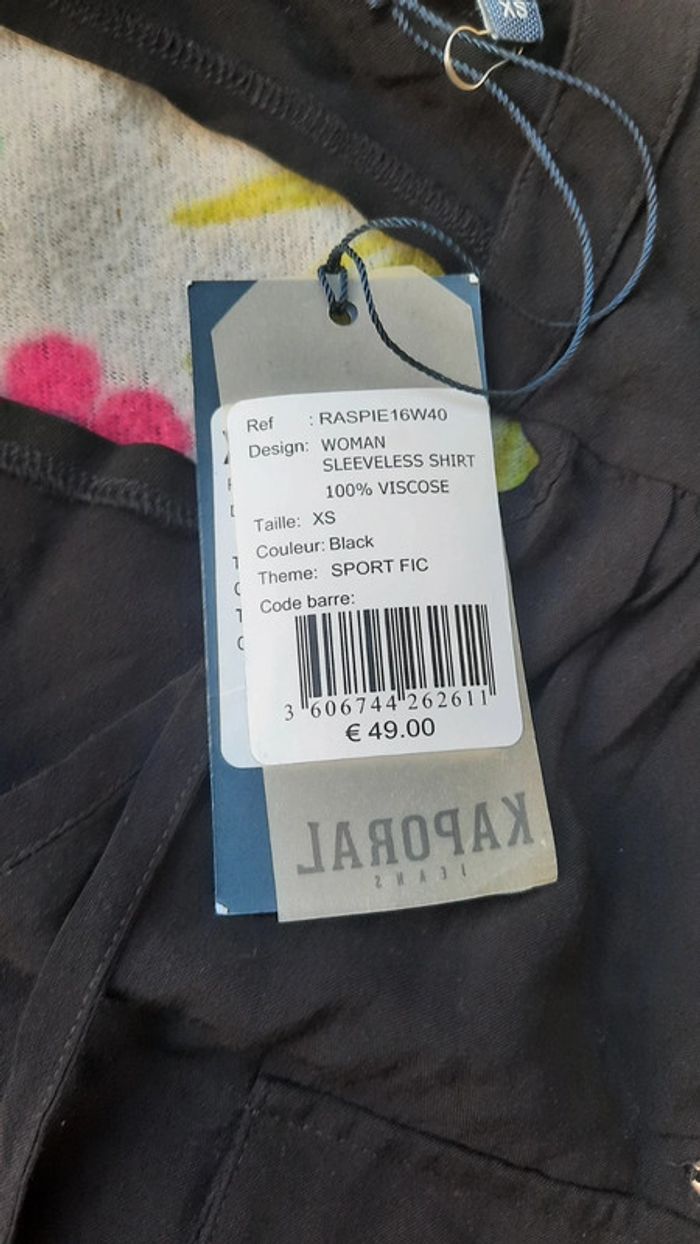 XS
Ref : RASPIE16W40
Design: WOMAN
SLEEVELESS SHIRT
100% VISCOSE
Taille: XS
Couleur: Black
Theme: SPORT FIC
Code barre:
3 606744 262611
€ 49.00
KAPORAL
JEANS